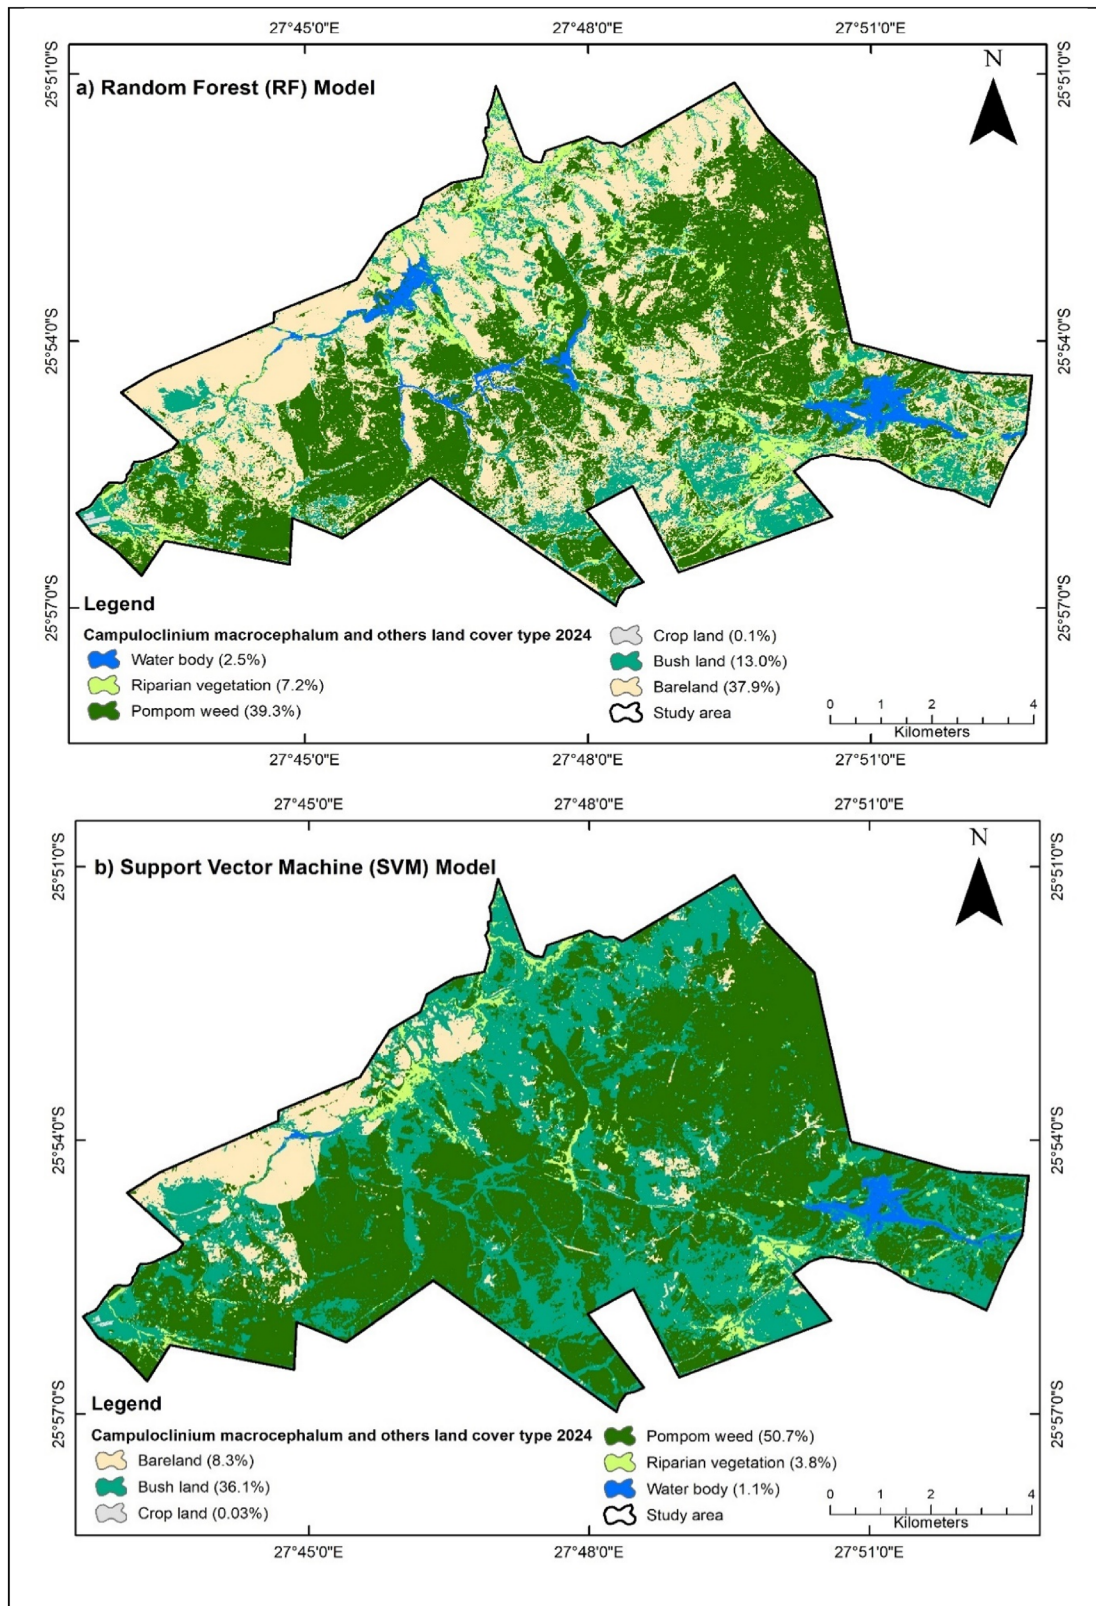 27°45'0"E 27°48'0"E 27°51'0"E
25°51'0"S 25°51'0"S
a) Random Forest (RF) Model
N
25°54'0"S 25°54'0"S
25°57'0"S 25°57'0"S
Legend
Campuloclinium macrocephalum and others land cover type 2024
Water body (2.5%)
Riparian vegetation (7.2%)
Pompom weed (39.3%)
Crop land (0.1%)
Bush land (13.0%)
Bareland (37.9%)
Study area
0 1 2 4
Kilometers
27°45'0"E 27°48'0"E 27°51'0"E
27°45'0"E 27°48'0"E 27°51'0"E
25°51'0"S 25°51'0"S
b) Support Vector Machine (SVM) Model
N
25°54'0"S 25°54'0"S
25°57'0"S 25°57'0"S
Legend
Campuloclinium macrocephalum and others land cover type 2024
Bareland (8.3%)
Bush land (36.1%)
Crop land (0.03%)
Pompom weed (50.7%)
Riparian vegetation (3.8%)
Water body (1.1%)
Study area
0 1 2 4
Kilometers
27°45'0"E 27°48'0"E 27°51'0"E